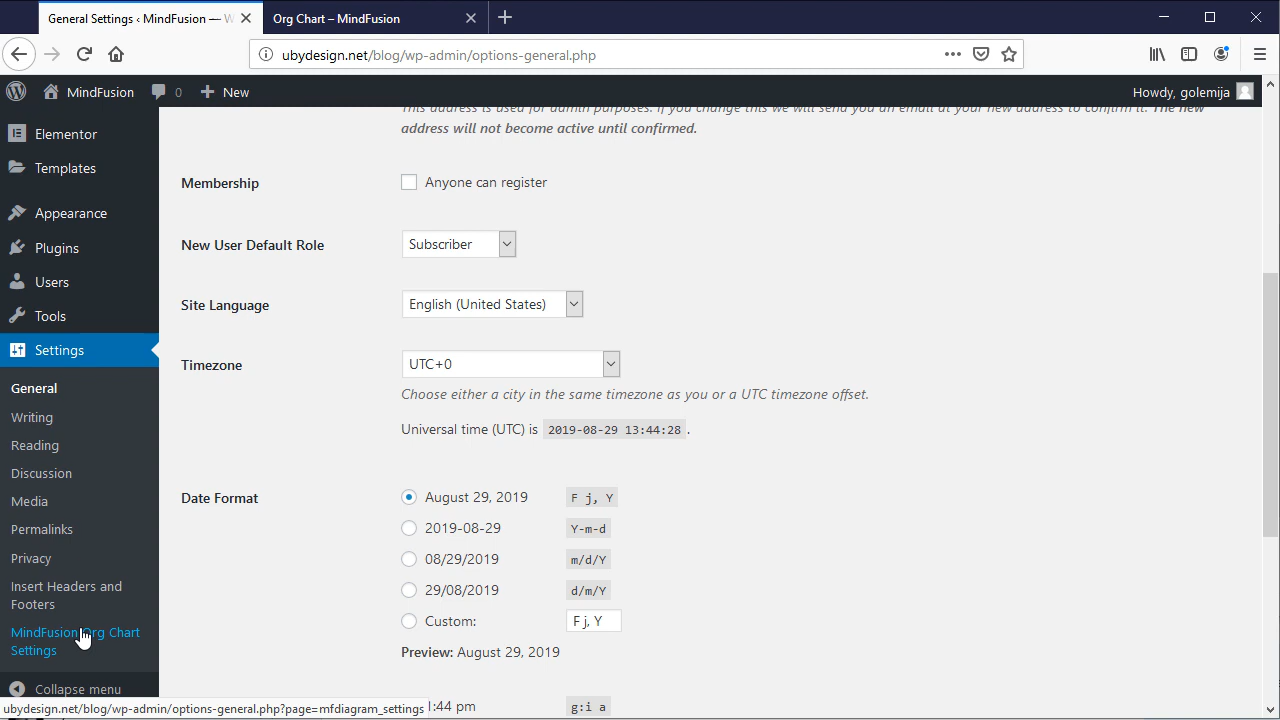 General Settings ‹ MindFusion — W
Org Chart – MindFusion
ubydesign.net/blog/wp-admin/options-general.php
MindFusion
0
New
Howdy, golemija
Elementor
Templates
Appearance
Plugins
Users
Tools
Settings
General
Writing
Reading
Discussion
Media
Permalinks
Privacy
Insert Headers and
Footers
MindFusion Org Chart
Settings
Collapse menu
This address is used for admin purposes. If you change this we will send you an email at your new address to confirm it. The new
address will not become active until confirmed.
Membership
Anyone can register
New User Default Role
Subscriber
Site Language
English (United States)
Timezone
UTC+0
Choose either a city in the same timezone as you or a UTC timezone offset.
Universal time (UTC) is 2019-08-29 13:44:28 .
Date Format
August 29, 2019 F j, Y
2019-08-29 Y-m-d
08/29/2019 m/d/Y
29/08/2019 d/m/Y
Custom: F j, Y
Preview: August 29, 2019
:44 pm g:i a
ubydesign.net/blog/wp-admin/options-general.php?page=mfdiagram_settings